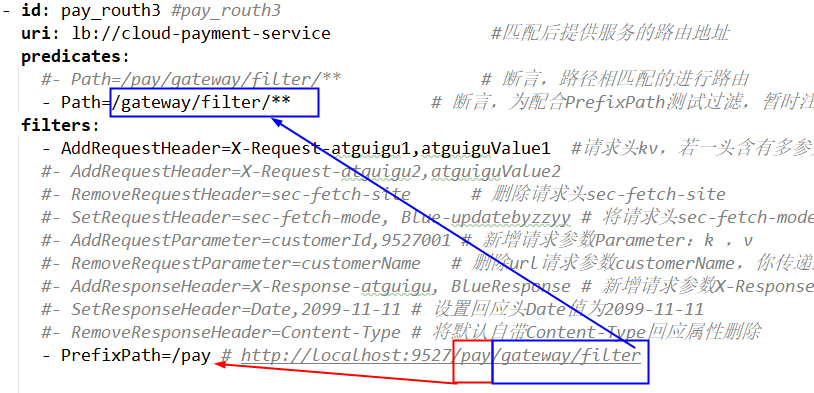 - id: pay_routh3 #pay_routh3
uri: lb://cloud-payment-service #匹配后提供服务的路由地址
predicates:
#- Path=/pay/gateway/filter/** # 断言，路径相匹配的进行路由
- Path=/gateway/filter/** # 断言，为配合PrefixPath测试过滤，暂时注
filters:
- AddRequestHeader=X-Request-atguigu1,atguiguValue1 #请求头kv，若一头含有多参
#- AddRequestHeader=X-Request-atguigu2,atguiguValue2
#- RemoveRequestHeader=sec-fetch-site # 删除请求头sec-fetch-site
#- SetRequestHeader=sec-fetch-mode, Blue-updatebyzzyy # 将请求头sec-fetch-mode
#- AddRequestParameter=customerId,9527001 # 新增请求参数Parameter：k ，v
#- RemoveRequestParameter=customerName # 删除url请求参数customerName，你传递
#- AddResponseHeader=X-Response-atguigu, BlueResponse # 新增请求参数X-Response
#- SetResponseHeader=Date,2099-11-11 # 设置回应头Date值为2099-11-11
#- RemoveResponseHeader=Content-Type # 将默认自带Content-Type回应属性删除
- PrefixPath=/pay # http://localhost:9527/pay/gateway/filter